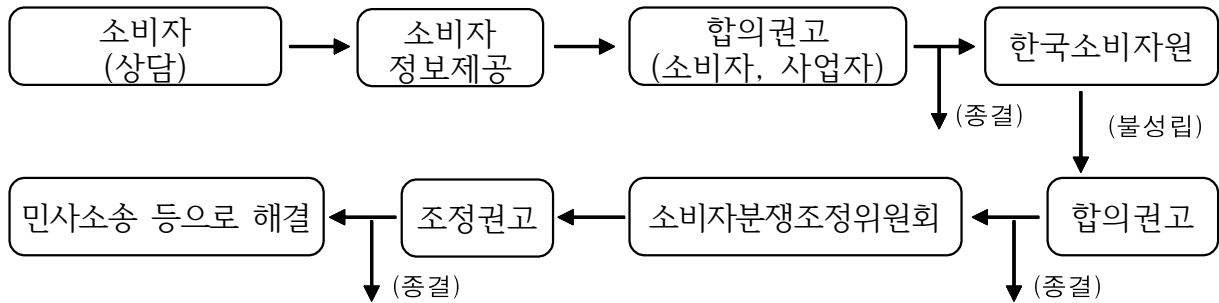 소비자
(상담)
소비자
정보제공
합의권고
(소비자, 사업자)
한국소비자원
(종결)
(불성립)
합의권고
(종결)
소비자분쟁조정위원회
조정권고
(종결)
민사소송 등으로 해결